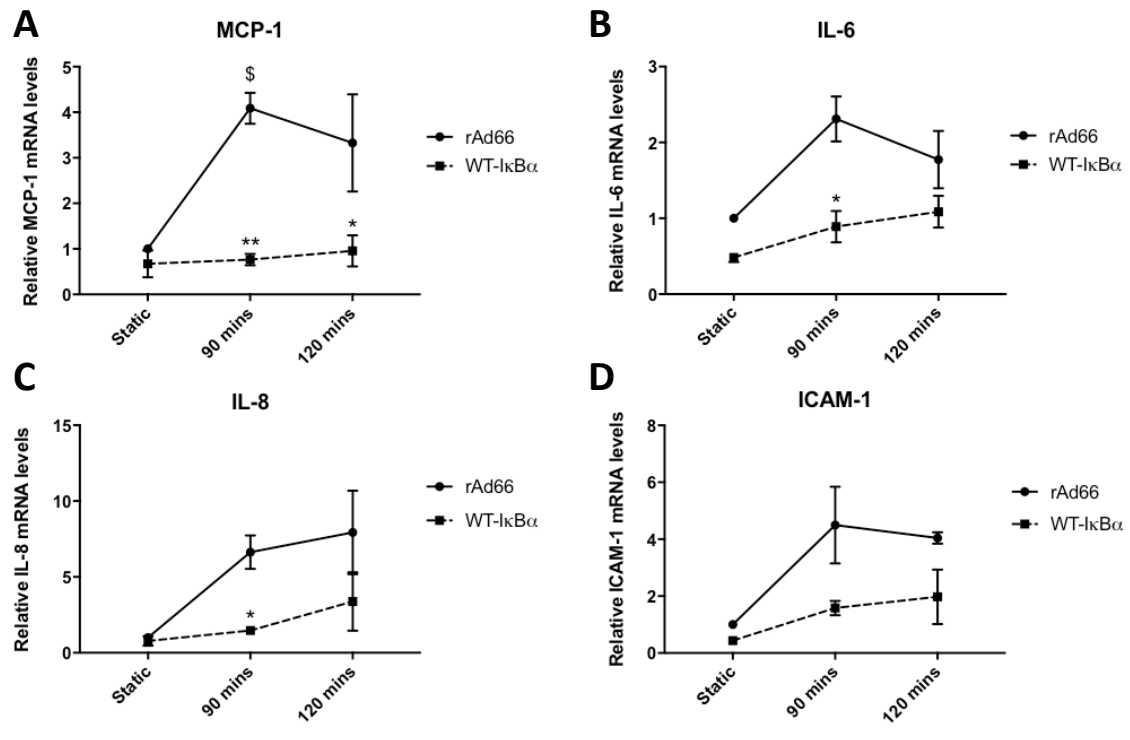 A
MCP-1
Relative MCP-1 mRNA levels
5
4
3
2
1
0
$
**
*
Static
90 mins
120 mins
rAd66
WT-IκBα
B
IL-6
Relative IL-6 mRNA levels
3
2
1
0
*
Static
90 mins
120 mins
rAd66
WT-IκBα
C
IL-8
Relative IL-8 mRNA levels
15
10
5
0
*
Static
90 mins
120 mins
rAd66
WT-IκBα
D
ICAM-1
Relative ICAM-1 mRNA levels
8
6
4
2
0
Static
90 mins
120 mins
rAd66
WT-IκBα